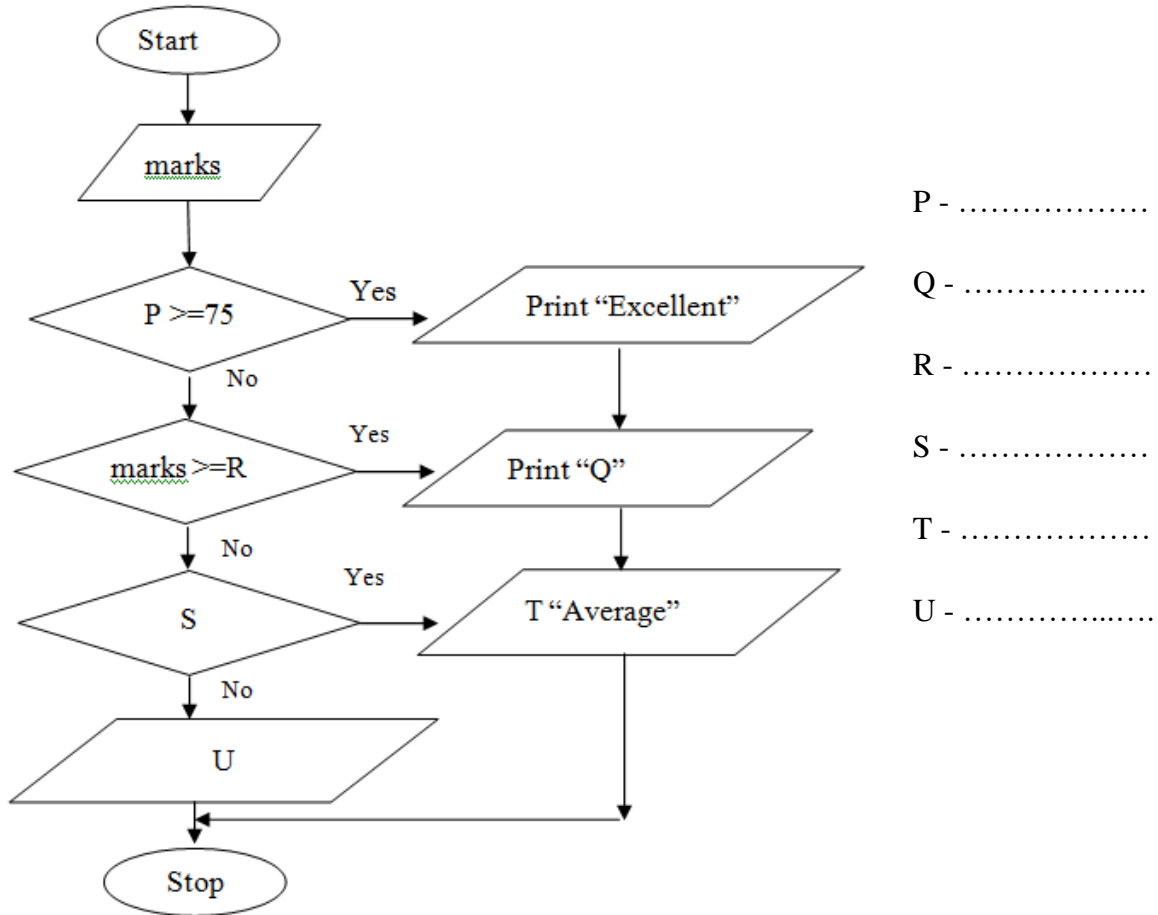 Start
marks
P >=75
Yes
Print “Excellent”
No
marks >=R
Yes
Print “Q”
No
S
Yes
T “Average”
No
U
Stop
P - ………………
Q - ……………...
R - ………………
S - ………………
T - ………………
U - …………...….